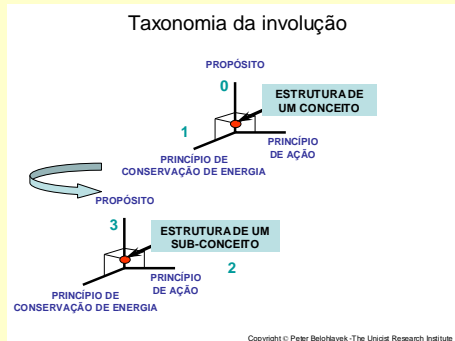 Taxonomia da involução
PROPÓSITO
0
ESTRUTURA DE
UM CONCEITO
1
PRINCÍPIO
DE AÇÃO
PRINCÍPIO DE
CONSERVAÇÃO DE ENERGIA
PROPÓSITO
3
ESTRUTURA DE UM
SUB-CONCEITO
2
PRINCÍPIO
DE AÇÃO
PRINCÍPIO DE
CONSERVAÇÃO DE ENERGIA
Copyright © Peter Belohlavek -The Unicist Research Institute